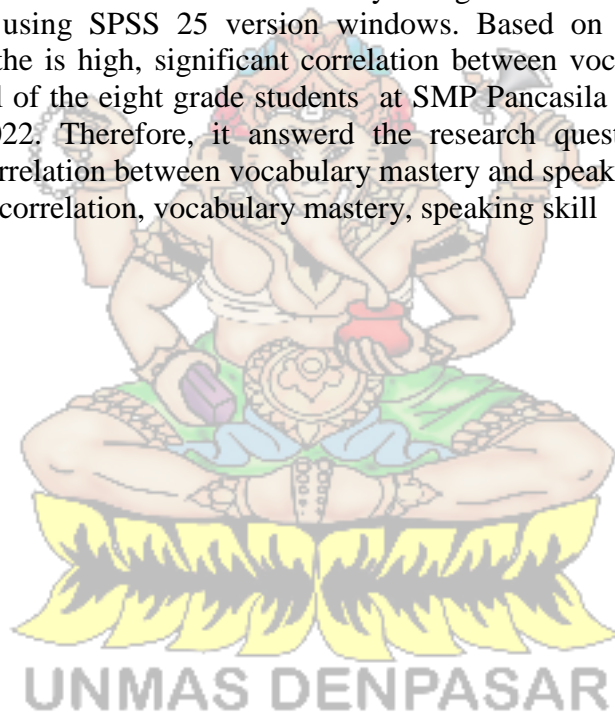 using SPSS 25 version windows. Based on
the is high, significant correlation between voc
l of the eight grade students at SMP Pancasila
022. Therefore, it answerd the research quest
rrelation between vocabulary mastery and speak
correlation, vocabulary mastery, speaking skill
UNMAS DENPASAR